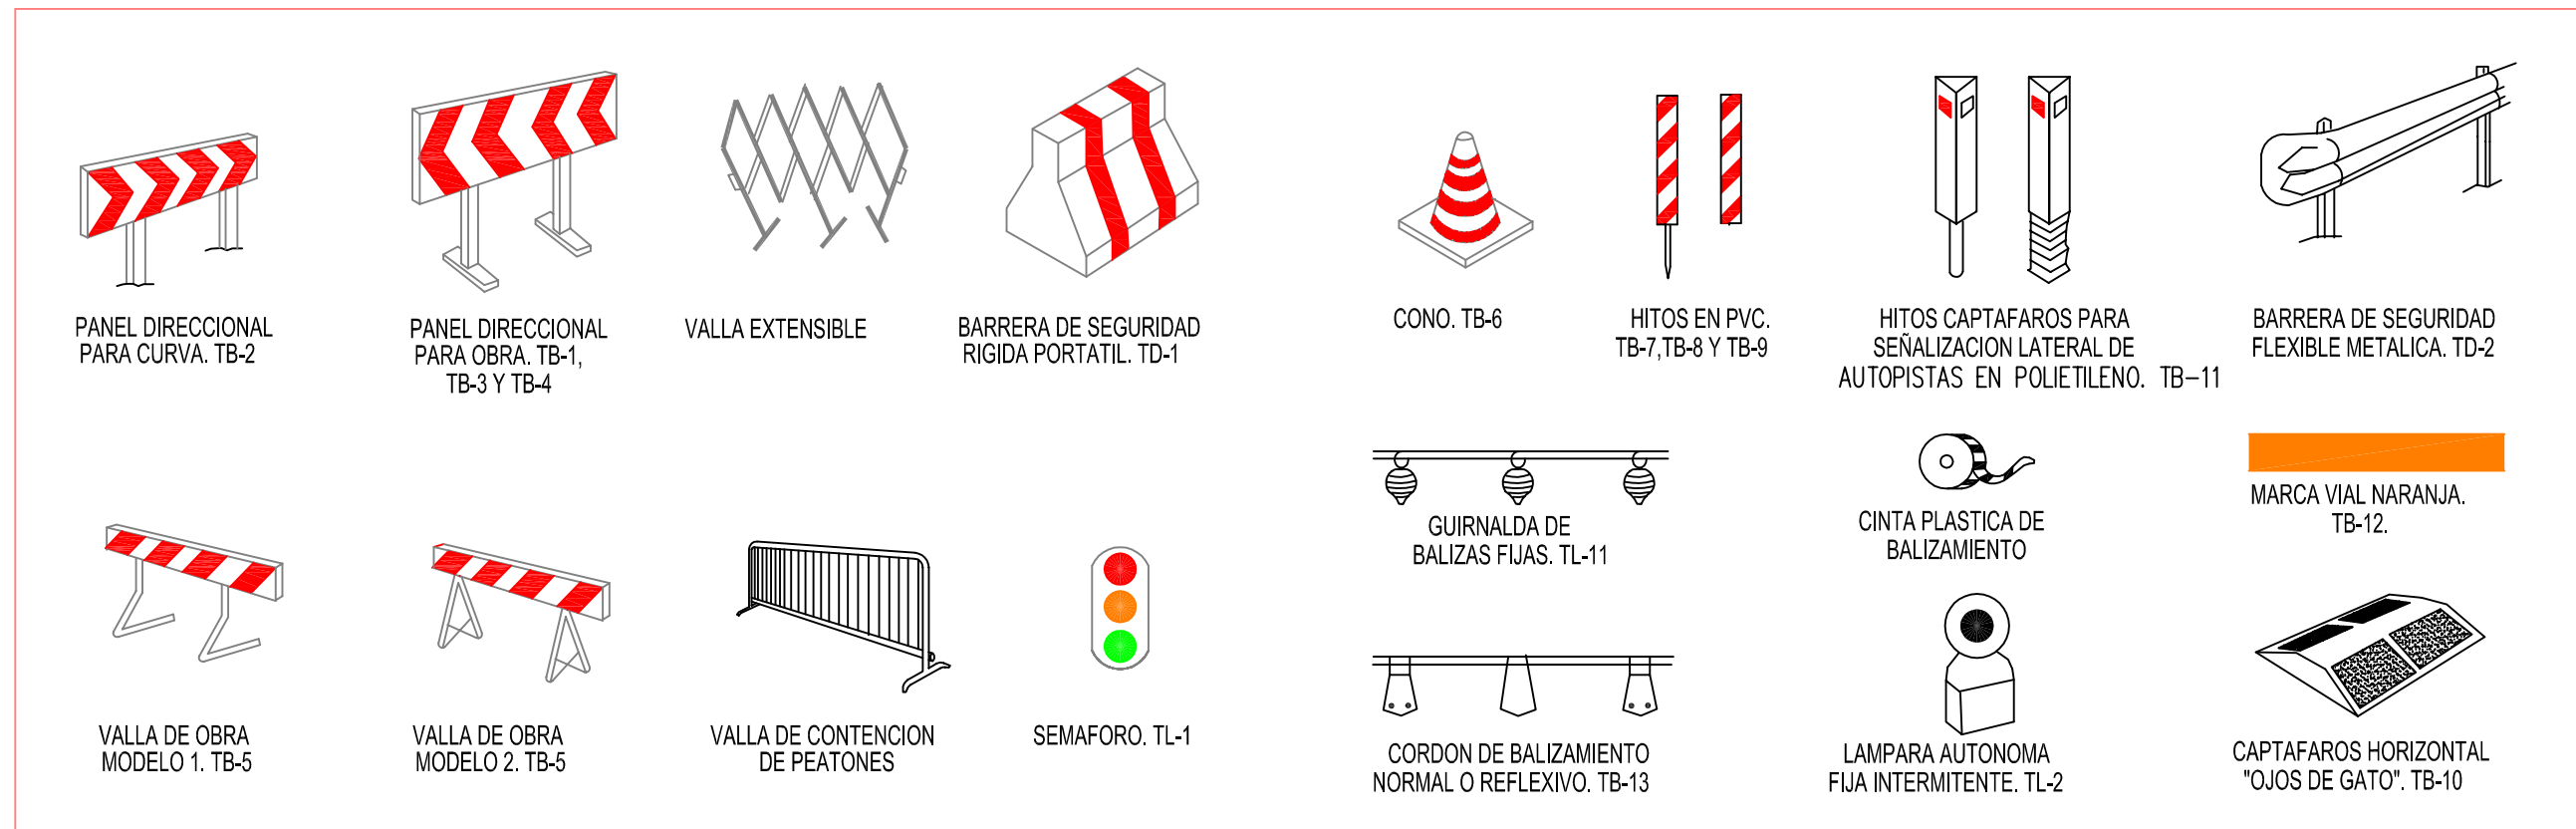 PANEL DIRECCIONAL
PARA CURVA. TB-2
PANEL DIRECCIONAL
PARA OBRA. TB-1,
TB-3 Y TB-4
VALLA EXTENSIBLE
BARRERA DE SEGURIDAD
RIGIDA PORTATIL. TD-1
CONO. TB-6
HITOS EN PVC.
TB-7,TB-8 Y TB-9
HITOS CAPTAFAROS PARA
SEÑALIZACION LATERAL DE
AUTOPISTAS EN POLIETILENO. TB-11
BARRERA DE SEGURIDAD
FLEXIBLE METALICA. TD-2
GUIRNALDA DE
BALIZAS FIJAS. TL-11
CINTA PLASTICA DE
BALIZAMIENTO
MARCA VIAL NARANJA.
TB-12.
VALLA DE OBRA
MODELO 1. TB-5
VALLA DE OBRA
MODELO 2. TB-5
VALLA DE CONTENCION
DE PEATONES
SEMAFORO. TL-1
CORDON DE BALIZAMIENTO
NORMAL O REFLEXIVO. TB-13
LAMPARA AUTONOMA
FIJA INTERMITENTE. TL-2
CAPTAFAROS HORIZONTAL
"OJOS DE GATO". TB-10